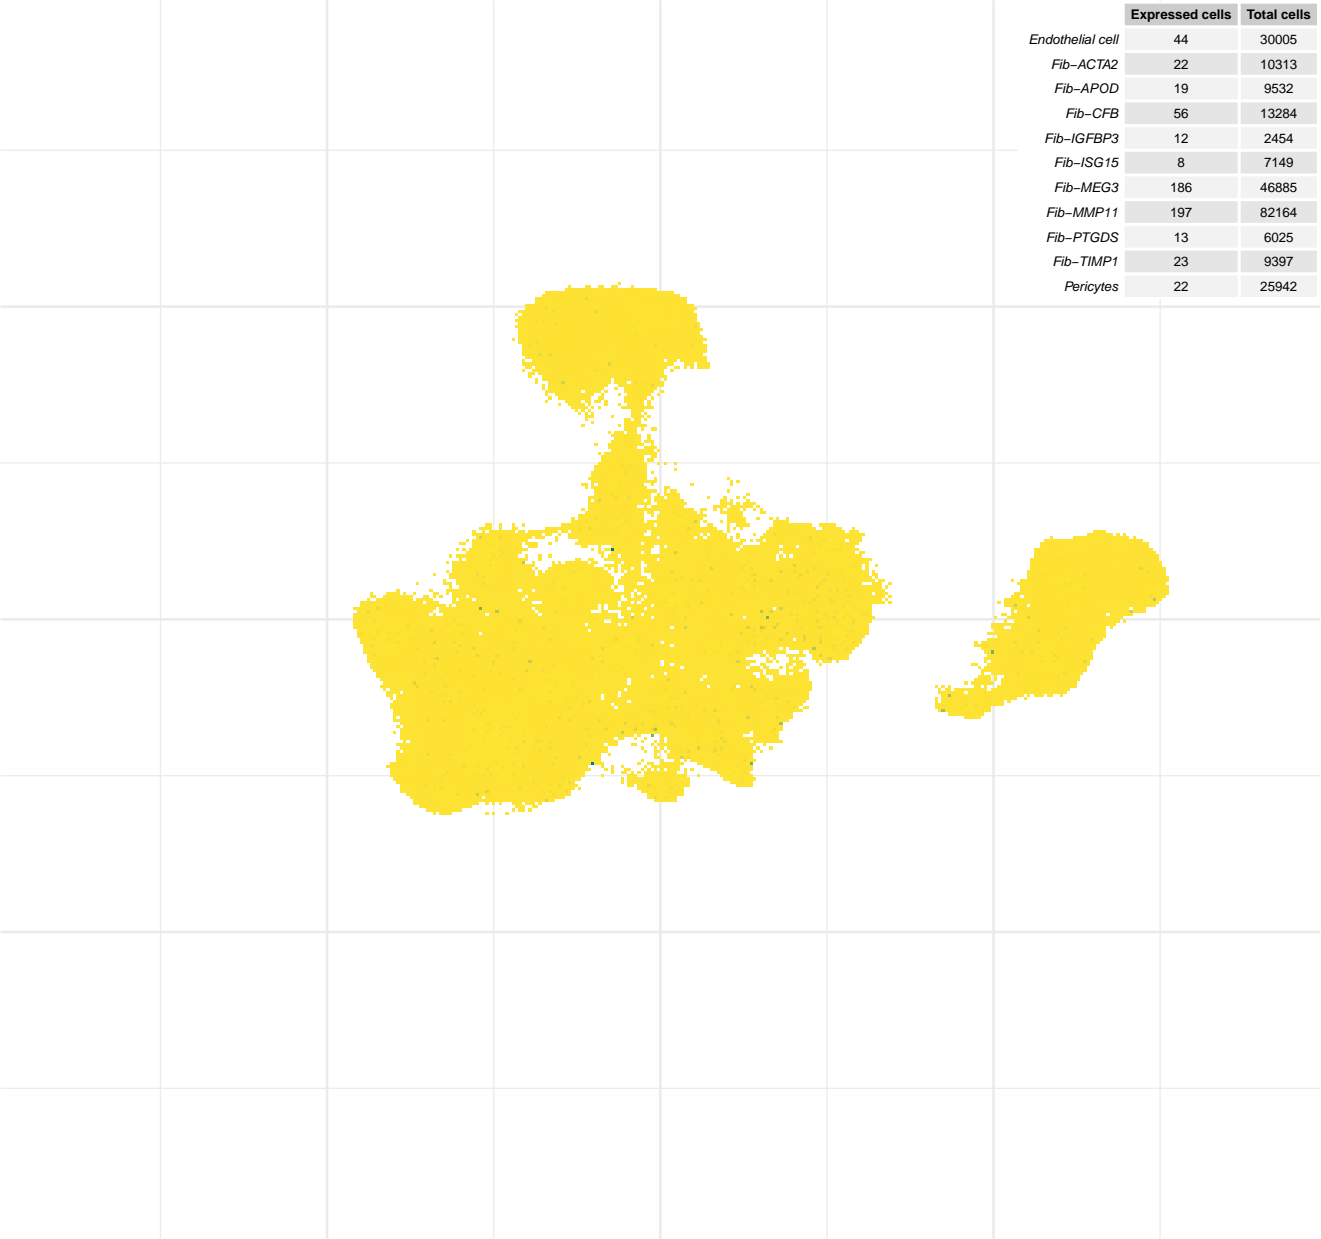 Expressed cells Total cells
Endothelial cell 44 30005
Fib−ACTA2 22 10313
Fib−APOD 19 9532
Fib−CFB 56 13284
Fib−IGFBP3 12 2454
Fib−ISG15 8 7149
Fib−MEG3 186 46885
Fib−MMP11 197 82164
Fib−PTGDS 13 6025
Fib−TIMP1 23 9397
Pericytes 22 25942